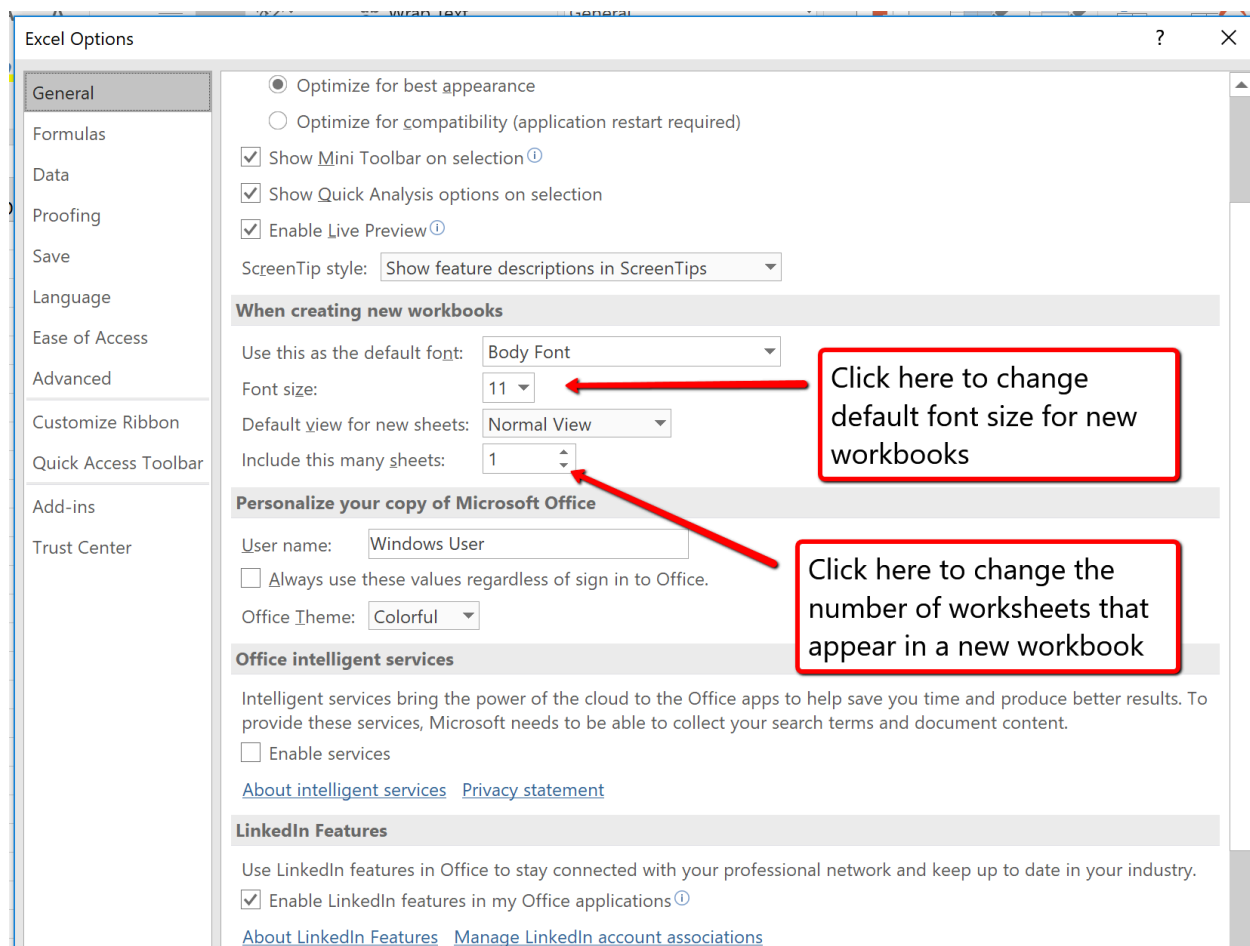 Wrap Text
General
Excel Options
?
General
Formulas
Data
Proofing
Save
Language
Ease of Access
Advanced
Customize Ribbon
Quick Access Toolbar
Add-ins
Trust Center
Optimize for best appearance
Optimize for compatibility (application restart required)
Show Mini Toolbar on selection
Show Quick Analysis options on selection
Enable Live Preview
ScreenTip style: Show feature descriptions in ScreenTips
When creating new workbooks
Use this as the default font: Body Font
Font size: 11
Default view for new sheets: Normal View
Include this many sheets: 1
Click here to change
default font size for new
workbooks
Personalize your copy of Microsoft Office
User name: Windows User
Always use these values regardless of sign in to Office.
Office Theme: Colorful
Click here to change the
number of worksheets that
appear in a new workbook
Office intelligent services
Intelligent services bring the power of the cloud to the Office apps to help save you time and produce better results. To
provide these services, Microsoft needs to be able to collect your search terms and document content.
Enable services
About intelligent services Privacy statement
LinkedIn Features
Use LinkedIn features in Office to stay connected with your professional network and keep up to date in your industry.
Enable LinkedIn features in my Office applications
About LinkedIn Features Manage LinkedIn account associations